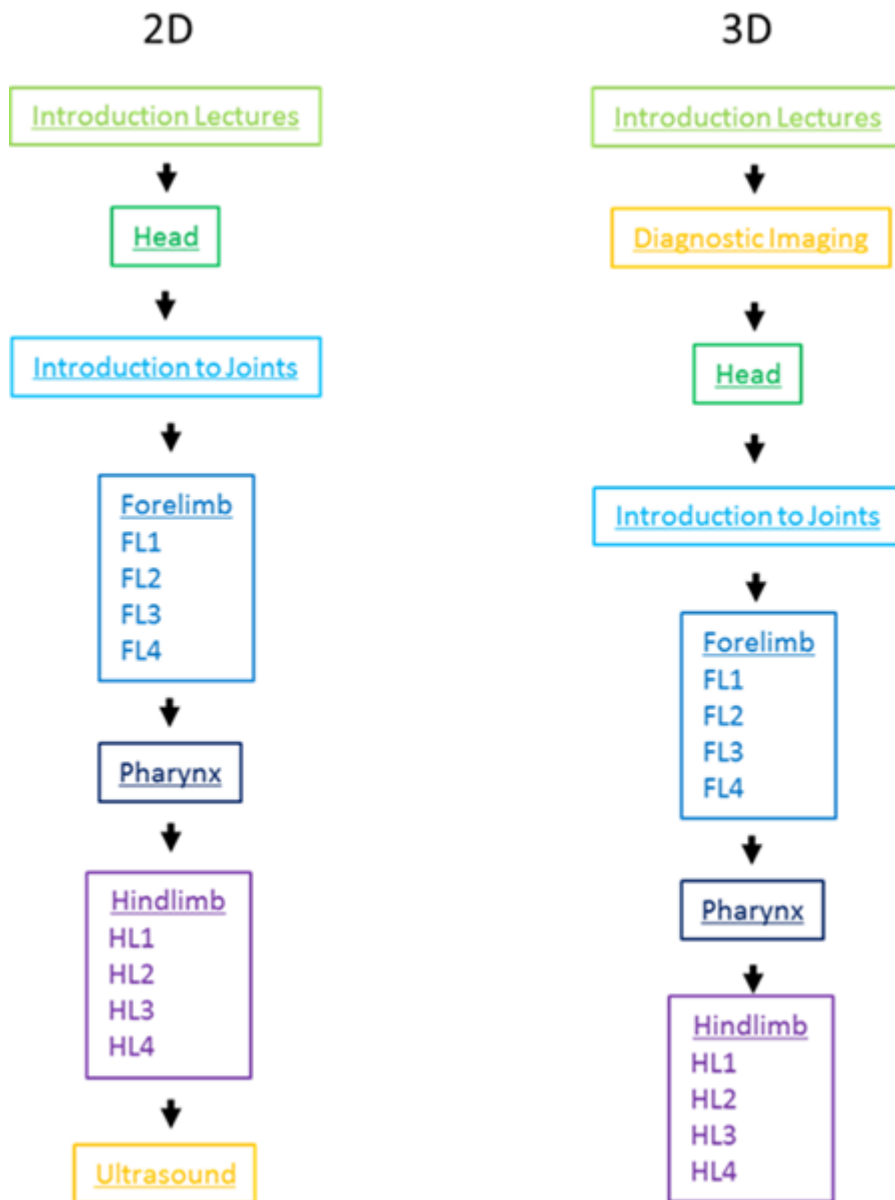 2D
Introduction Lectures
Head
Introduction to Joints
Forelimb
FL1
FL2
FL3
FL4
Pharynx
Hindlimb
HL1
HL2
HL3
HL4
Ultrasound
3D
Introduction Lectures
Diagnostic Imaging
Head
Introduction to Joints
Forelimb
FL1
FL2
FL3
FL4
Pharynx
Hindlimb
HL1
HL2
HL3
HL4